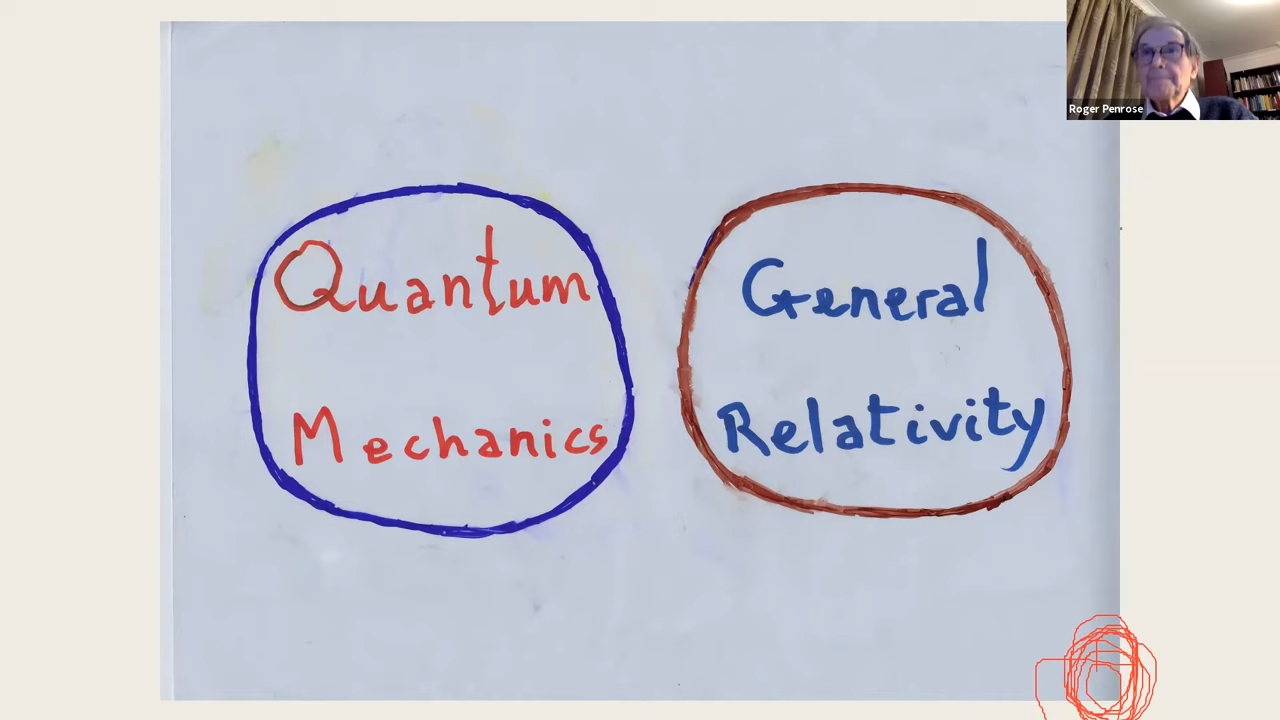 Roger Penrose
Quantum
Mechanics
General
Relativity